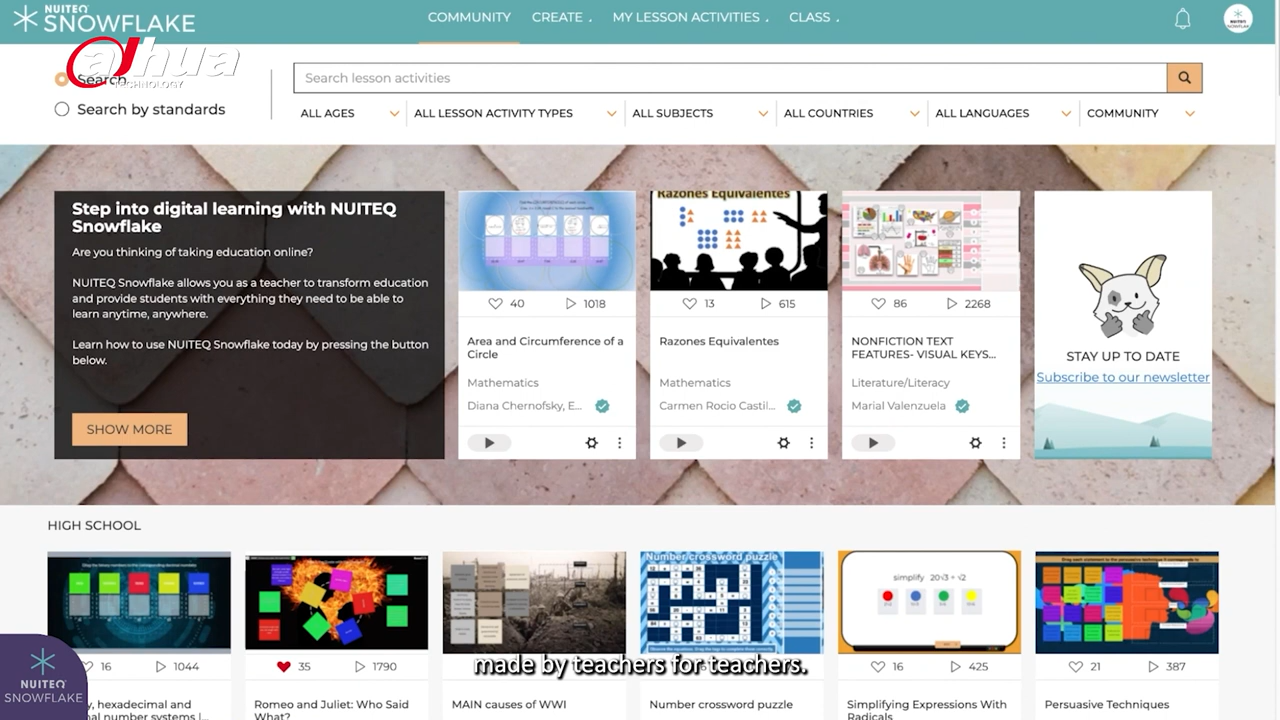 NUITEQ
SNOWFLAKE
COMMUNITY
CREATE
MY LESSON ACTIVITIES
CLASS
alhua
TECHNOLOGY
Search
Search by standards
Search lesson activities
ALL AGES
ALL LESSON ACTIVITY TYPES
ALL SUBJECTS
ALL COUNTRIES
ALL LANGUAGES
COMMUNITY
Step into digital learning with NUITEQ
Snowflake
Are you thinking of taking education online?
NUITEQ Snowflake allows you as a teacher to transform education
and provide students with everything they need to be able to
learn anytime, anywhere.
Learn how to use NUITEQ Snowflake today by pressing the button
below.
SHOW MORE
40 1018
Area and Circumference of a
Circle
Mathematics
Diana Chernofsky, E...
Razones Equivalentes
13 615
Razones Equivalentes
Mathematics
Carmen Rocio Castil...
86 2268
NONFICTION TEXT
FEATURES- VISUAL KEYS...
Literature/Literacy
Marial Valenzuela
STAY UP TO DATE
Subscribe to our newsletter
HIGH SCHOOL
16 1044
y, hexadecimal and
nal number systems |...
35 1790
Romeo and Juliet: Who Said
What?
MAIN causes of WWI
Number crossword puzzle
Number crossword puzzle
simplify 20√3 ÷ √2
16 425
Simplifying Expressions With
Radicals
21 387
Persuasive Techniques
made by teachers for teachers.
NUITEQ
SNOWFLAKE